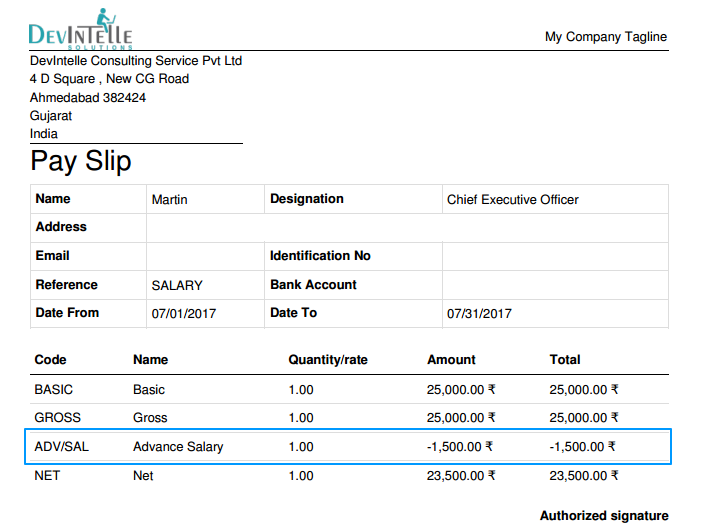 DEVINTELLE
SOLUTIONS
My Company Tagline
DevIntelle Consulting Service Pvt Ltd
4 D Square , New CG Road
Ahmedabad 382424
Gujarat
India
Pay Slip
Name Martin Designation Chief Executive Officer
Address
Email Identification No
Reference SALARY Bank Account
Date From 07/01/2017 Date To 07/31/2017
Code Name Quantity/rate Amount Total
BASIC Basic 1.00 25,000.00 ₹ 25,000.00 ₹
GROSS Gross 1.00 25,000.00 ₹ 25,000.00 ₹
ADV/SAL Advance Salary 1.00 -1,500.00 ₹ -1,500.00 ₹
NET Net 1.00 23,500.00 ₹ 23,500.00 ₹
Authorized signature